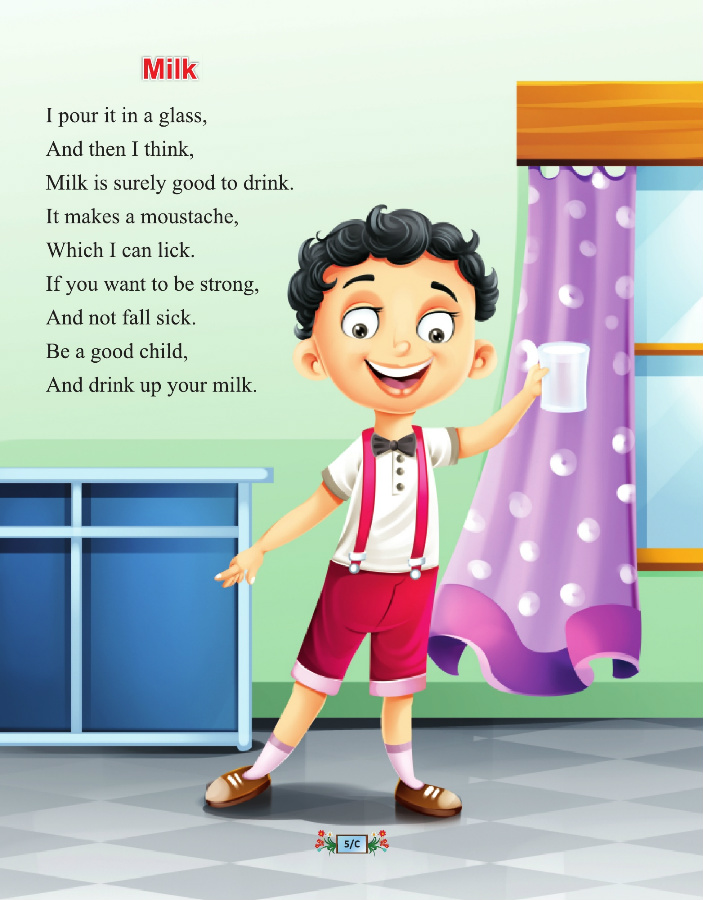 Milk
I pour it in a glass,
And then I think,
Milk is surely good to drink.
It makes a moustache,
Which I can lick.
If you want to be strong,
And not fall sick.
Be a good child,
And drink up your milk.
5/C